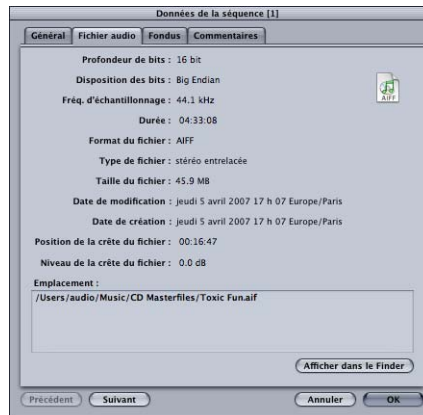 Données de la séquence [1]
Général Fichier audio Fondus Commentaires
Profondeur de bits : 16 bit
Disposition des bits : Big Endian
Fréq. d'échantillonnage : 44.1 kHz
Durée : 04:33:08
Format du fichier : AIFF
Type de fichier : stéréo entrelacée
Taille du fichier : 45.9 MB
Date de modification : jeudi 5 avril 2007 17 h 07 Europe/Paris
Date de création : jeudi 5 avril 2007 17 h 07 Europe/Paris
Position de la crête du fichier : 00:16:47
Niveau de la crête du fichier : 0.0 dB
AIFF
Emplacement :
/Users/audio/Music/CD Masterfiles/Toxic Fun.aif
Afficher dans le Finder
Précédent Suivant Annuler OK